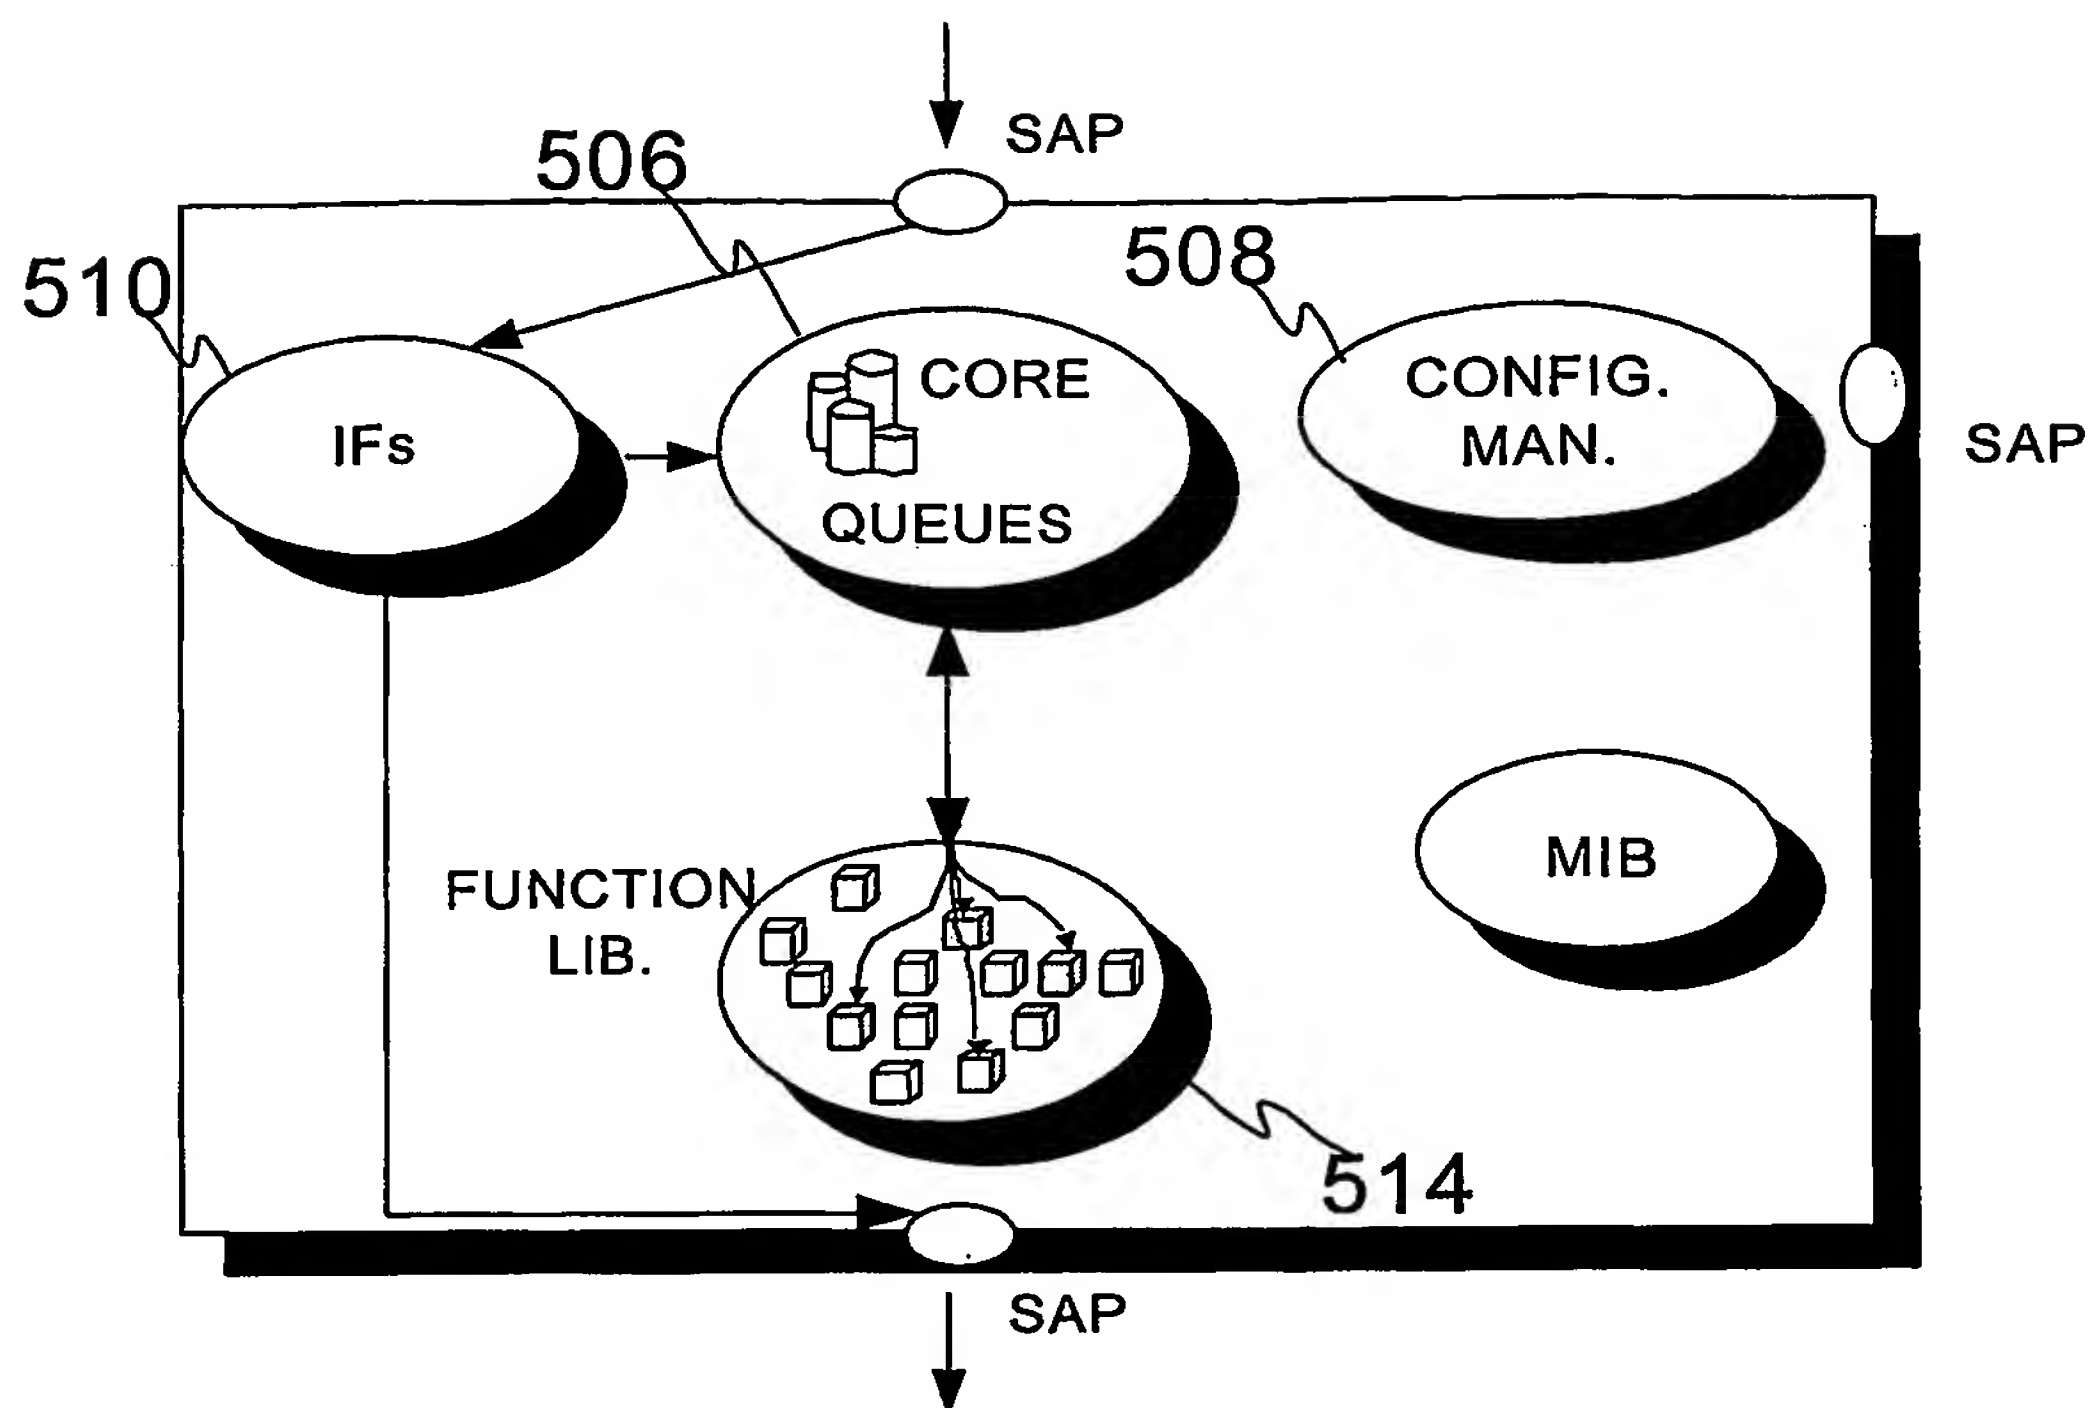 SAP
506
508
510
CORE
CONFIG.
MAN.
IFs
SAP
QUEUES
MIB
FUNCTION
LIB.
514
SAP